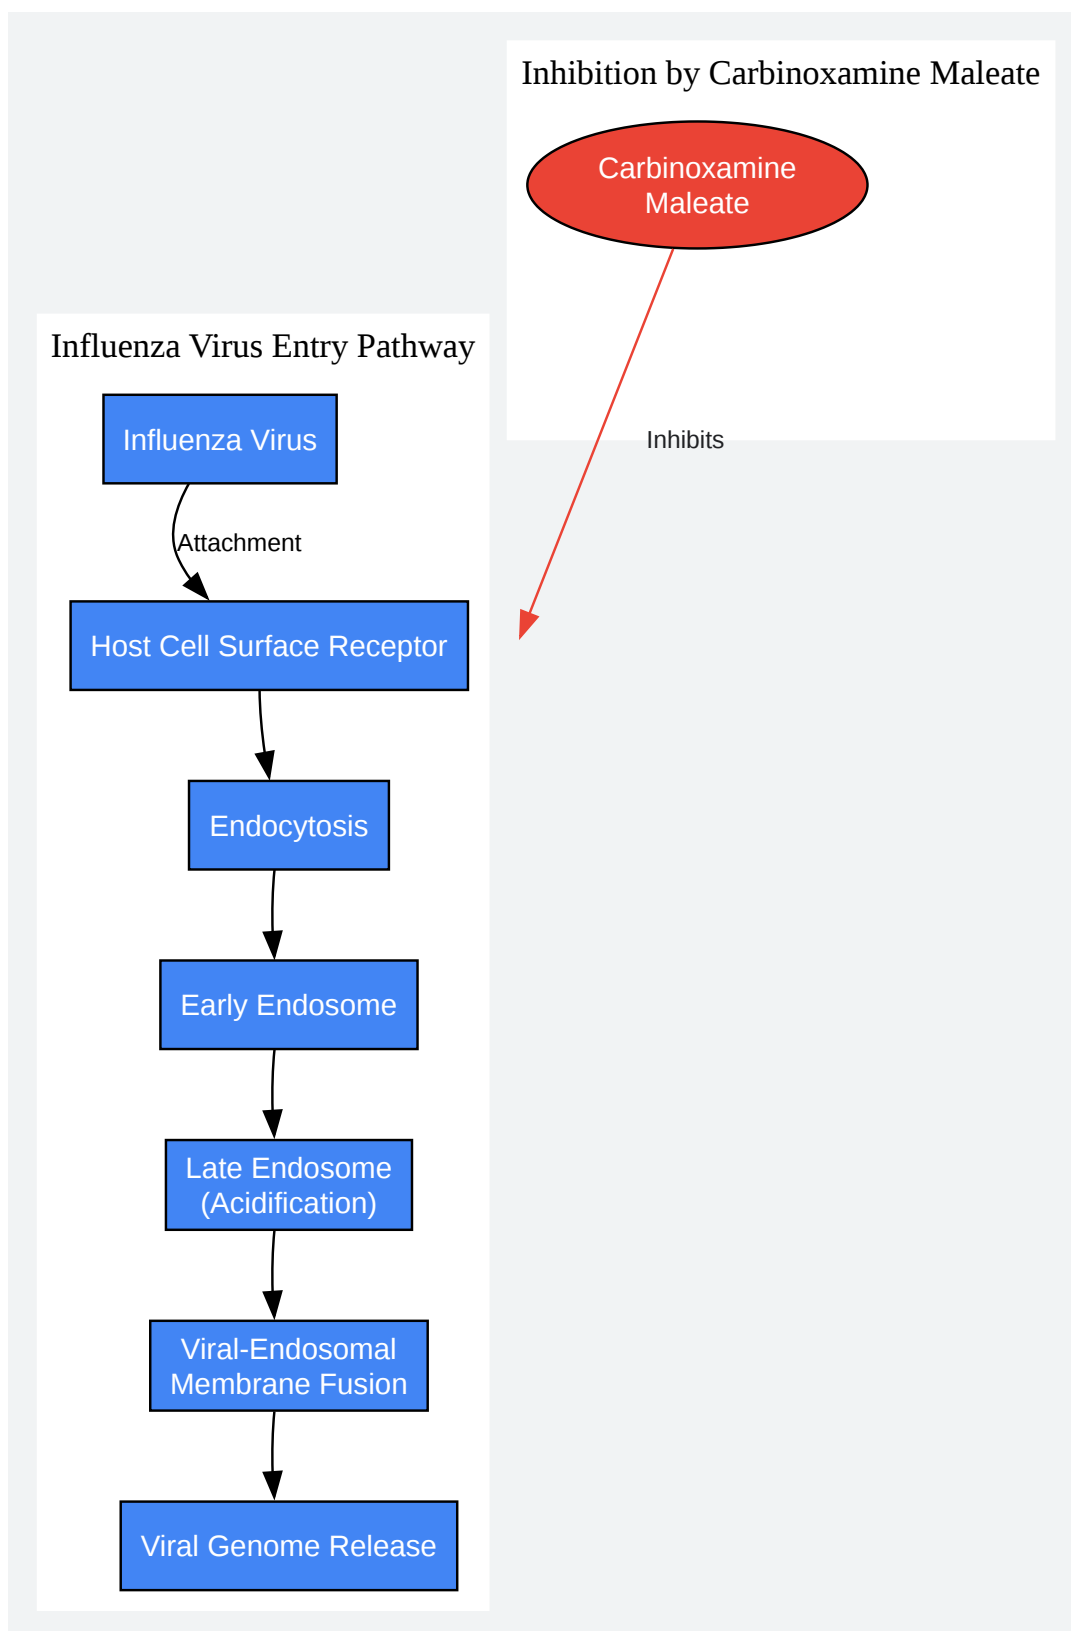 Inhibition by Carbinoxamine Maleate
Carbinoxamine
Maleate
Inhibits
Influenza Virus Entry Pathway
Influenza Virus
Attachment
Host Cell Surface Receptor
Endocytosis
Early Endosome
Late Endosome
(Acidification)
Viral-Endosomal
Membrane Fusion
Viral Genome Release